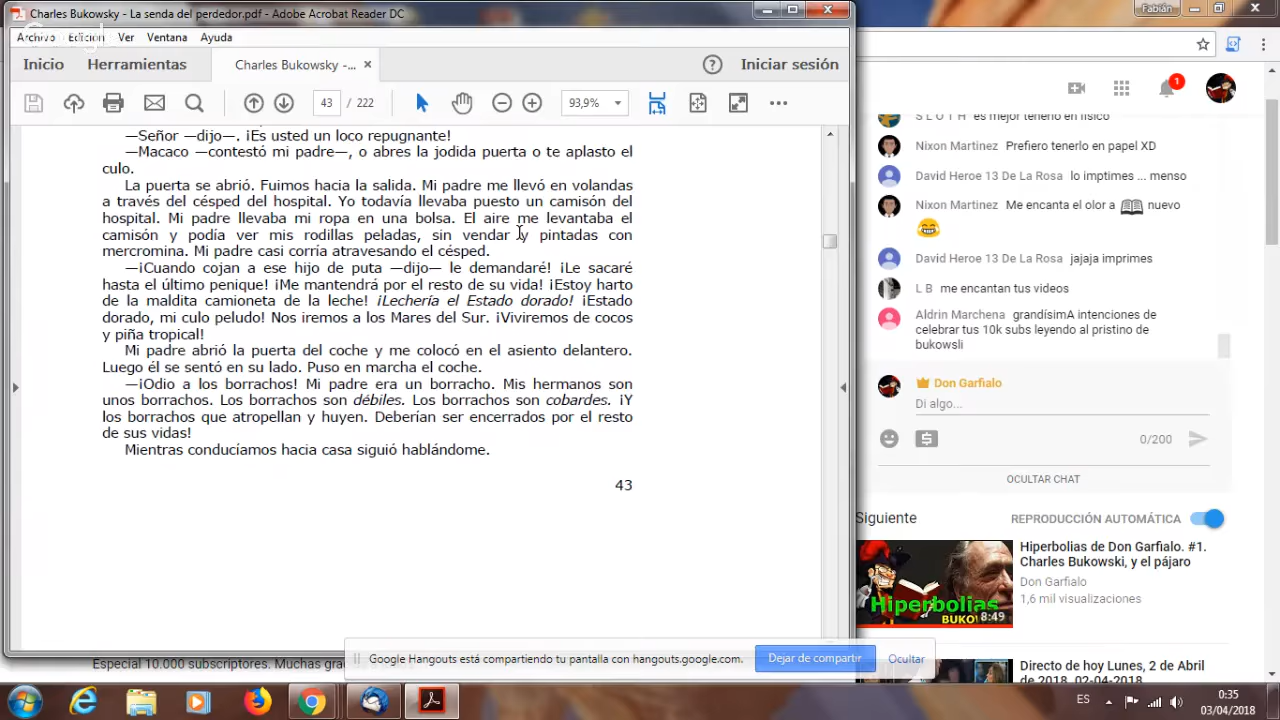 Charles Bukowsky - La senda del perdedor.pdf - Adobe Acrobat Reader DC
Fabián
Google
Archivo Edición Ver Ventana Ayuda
Inicio Herramientas Charles Bukowsky -... × Iniciar sesión
43 / 222 93,9%
—Señor —dijo—. ¡Es usted un loco repugnante!
—Macaco —contestó mi padre—, o abres la jodida puerta o te aplasto el
culo.
La puerta se abrió. Fuimos hacia la salida. Mi padre me llevó en volandas
a través del césped del hospital. Yo todavía llevaba puesto un camisón del
hospital. Mi padre llevaba mi ropa en una bolsa. El aire me levantaba el
camisón y podía ver mis rodillas peladas, sin vendar y pintadas con
mercromina. Mi padre casi corria atravesando el césped.
—¡Cuando cojan a ese hijo de puta —dijo— le demandaré! ¡Le sacaré
hasta el último penique! ¡Me mantendrá por el resto de su vida! ¡Estoy harto
de la maldita camioneta de la leche! ¡Lechería el Estado dorado! ¡Estado
dorado, mi culo peludo! Nos iremos a los Mares del Sur. ¡Viviremos de cocos
y piña tropical!
Mi padre abrió la puerta del coche y me colocó en el asiento delantero.
Luego él se sentó en su lado. Puso en marcha el coche.
—¡Odio a los borrachos! Mi padre era un borracho. Mis hermanos son
unos borrachos. Los borrachos son débiles. Los borrachos son cobardes. ¡Y
los borrachos que atropellan y huyen. Deberían ser encerrados por el resto
de sus vidas!
Mientras conducíamos hacia casa siguió hablándome.
43
1
S L O T H es mejor tenerlo en físico
Nixon Martinez Prefiero tenerlo en papel XD
David Heroe 13 De La Rosa lo imptimes ... menso
Nixon Martinez Me encanta el olor a nuevo
David Heroe 13 De La Rosa jajaja imprimes
L B me encantan tus videos
Aldrin Marchena grandísimA intenciones de
celebrar tus 10k subs leyendo al pristino de
bukowsli
Don Garfialo
Di algo...
0/200
OCULTAR CHAT
Siguiente REPRODUCCIÓN AUTOMÁTICA
Hiperbolias
BUKO
8:49
Hiperbolias de Don Garfialo. #1.
Charles Bukowski, y el pájaro
Don Garfialo
1,6 mil visualizaciones
Directo de hoy Lunes, 2 de Abril
de 2018. 02-04-2018
Google Hangouts está compartiendo tu pantalla con hangouts.google.com. Dejar de compartir Ocultar
Especial 10.000 subscriptores. Muchas gra
ES
0:35
03/04/2018